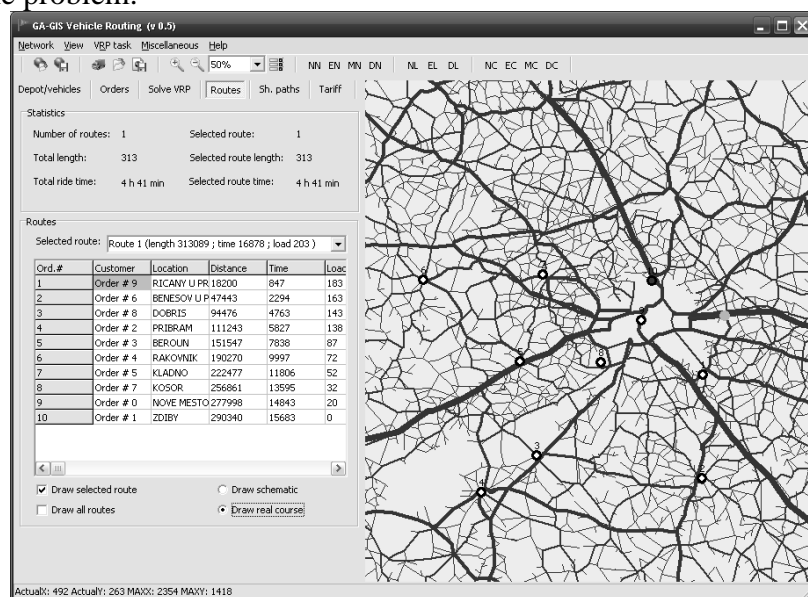 e problem.
GA-GIS Vehicle Routing (v 0.5)
Network View VRP task Miscellaneous Help
50% NN EN MN DN NL EL DL NC EC MC DC
Depot/vehicles Orders Solve VRP Routes Sh. paths Tariff
Statistics
Number of routes: 1 Selected route: 1
Total length: 313 Selected route length: 313
Total ride time: 4 h 41 min Selected route time: 4 h 41 min
Routes
Selected route: Route 1 (length 313089 ; time 16878 ; load 203 )
Ord.# Customer Location Distance Time Loac
1 Order # 9 RICANY U PR 18200 847 183
2 Order # 6 BENESOV U P 47443 2294 163
3 Order # 8 DOBRIS 94476 4763 143
4 Order # 2 PRIBRAM 111243 5827 138
5 Order # 3 BEROUN 151547 7838 87
6 Order # 4 RAKOVNIK 190270 9997 72
7 Order # 5 KLADNO 222477 11806 52
8 Order # 7 KOSOR 256861 13595 32
9 Order # 0 NOVE MESTO 277998 14843 20
10 Order # 1 ZDIBY 290340 15683 0
Draw selected route Draw schematic
Draw all routes Draw real course
8
3
4
2
ActualX: 492 ActualY: 263 MAXX: 2354 MAXY: 1418